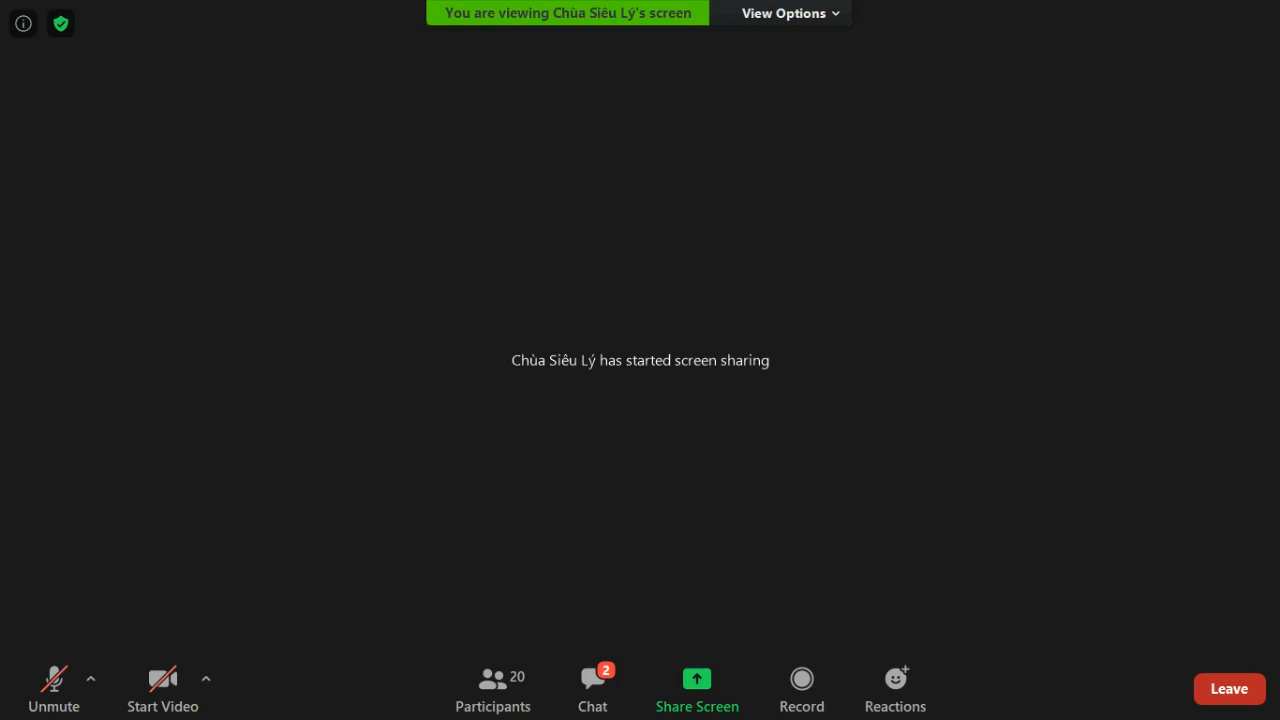 You are viewing Chùa Siêu Lý's screen
View Options
Chùa Siêu Lý has started screen sharing
Unmute
Start Video
20
Participants
2
Chat
Share Screen
Record
Reactions
Leave